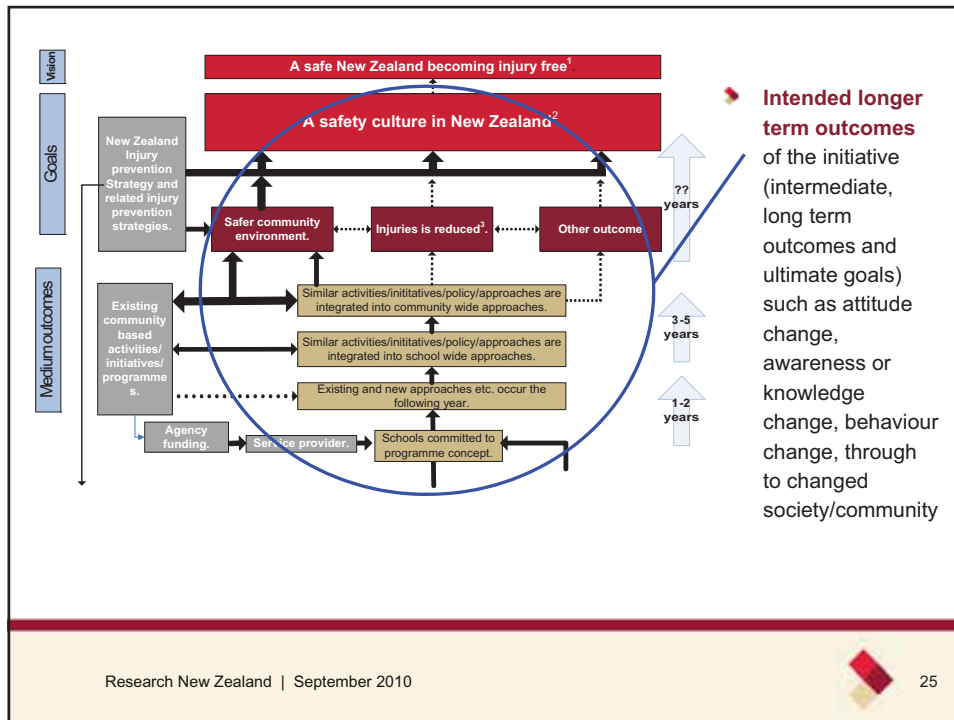 Vision
A safe New Zealand becoming injury free1.
Goals
A safety culture in New Zealand2
New Zealand
Injury
prevention
Strategy and
related injury
prevention
strategies.
Safer community
environment.
Injuries is reduced3.
Other outcome
??
years
Medium outcomes
Existing
community
based
activities/
initiatives/
programme
s.
Similar activities/inititatives/policy/approaches are
integrated into community wide approaches.
3-5
years
Similar activities/inititatives/policy/approaches are
integrated into school wide approaches.
Existing and new approaches etc. occur the
following year.
1-2
years
Agency
funding.
Service provider.
Schools committed to
programme concept.
Intended longer
term outcomes
of the initiative
(intermediate,
long term
outcomes and
ultimate goals)
such as attitude
change,
awareness or
knowledge
change, behaviour
change, through
to changed
society/community
Research New Zealand | September 2010
25